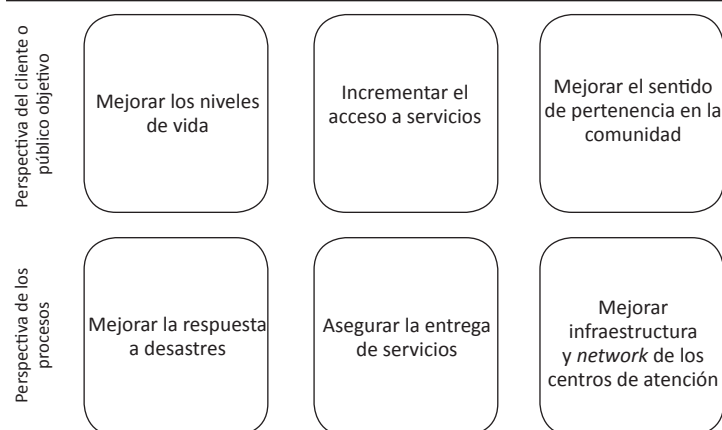 Perspectiva del cliente o
público objetivo
Mejorar los niveles
de vida
Incrementar el
acceso a servicios
Mejorar el sentido
de pertenencia en la
comunidad
Perspectiva de los
procesos
Mejorar la respuesta
a desastres
Asegurar la entrega
de servicios
Mejorar
infraestructura
y network de los
centros de atención